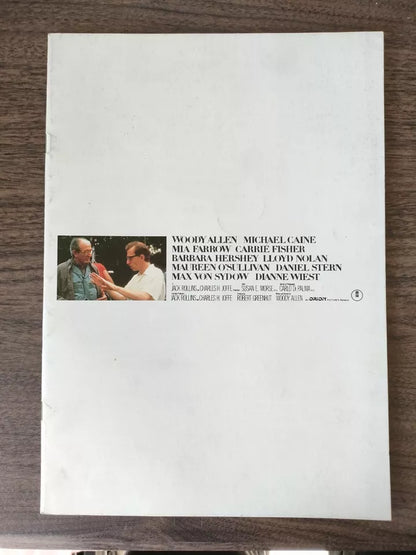 WOODY ALLEN MICHAEL CAINE
MIA FARROW CARRIE FISHER
BARBARA HERSHEY LLOYD NOLAN
MAUREEN O'SULLIVAN DANIEL STERN
MAX VON SYDOW DIANNE WIEST
JACK ROLLINS CHARLES H. JOFFE SUSAN E. MORSE CARLO DI PALMA
JACK ROLLINS CHARLES H. JOFFE ROBERT GREENHUT WOODY ALLEN ORION PICTURES